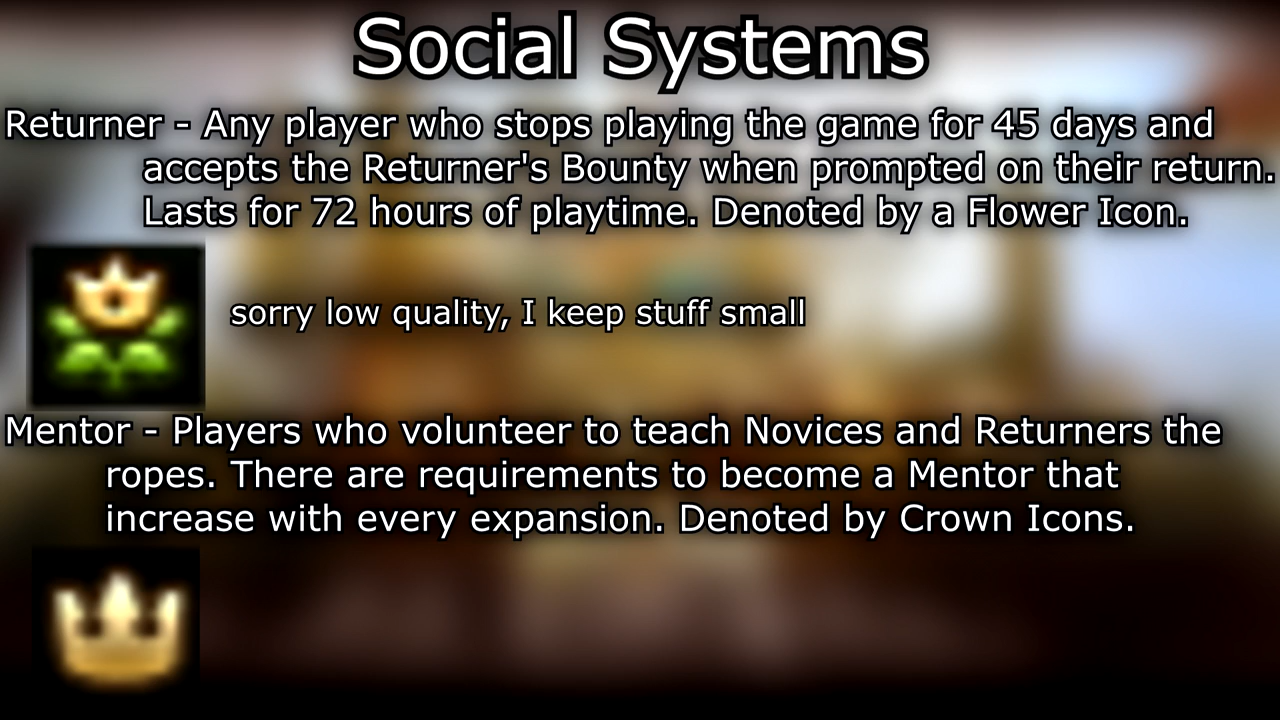 Social Systems
Returner - Any player who stops playing the game for 45 days and
accepts the Returner's Bounty when prompted on their return.
Lasts for 72 hours of playtime. Denoted by a Flower Icon.
sorry low quality, I keep stuff small
Mentor - Players who volunteer to teach Novices and Returners the
ropes. There are requirements to become a Mentor that
increase with every expansion. Denoted by Crown Icons.